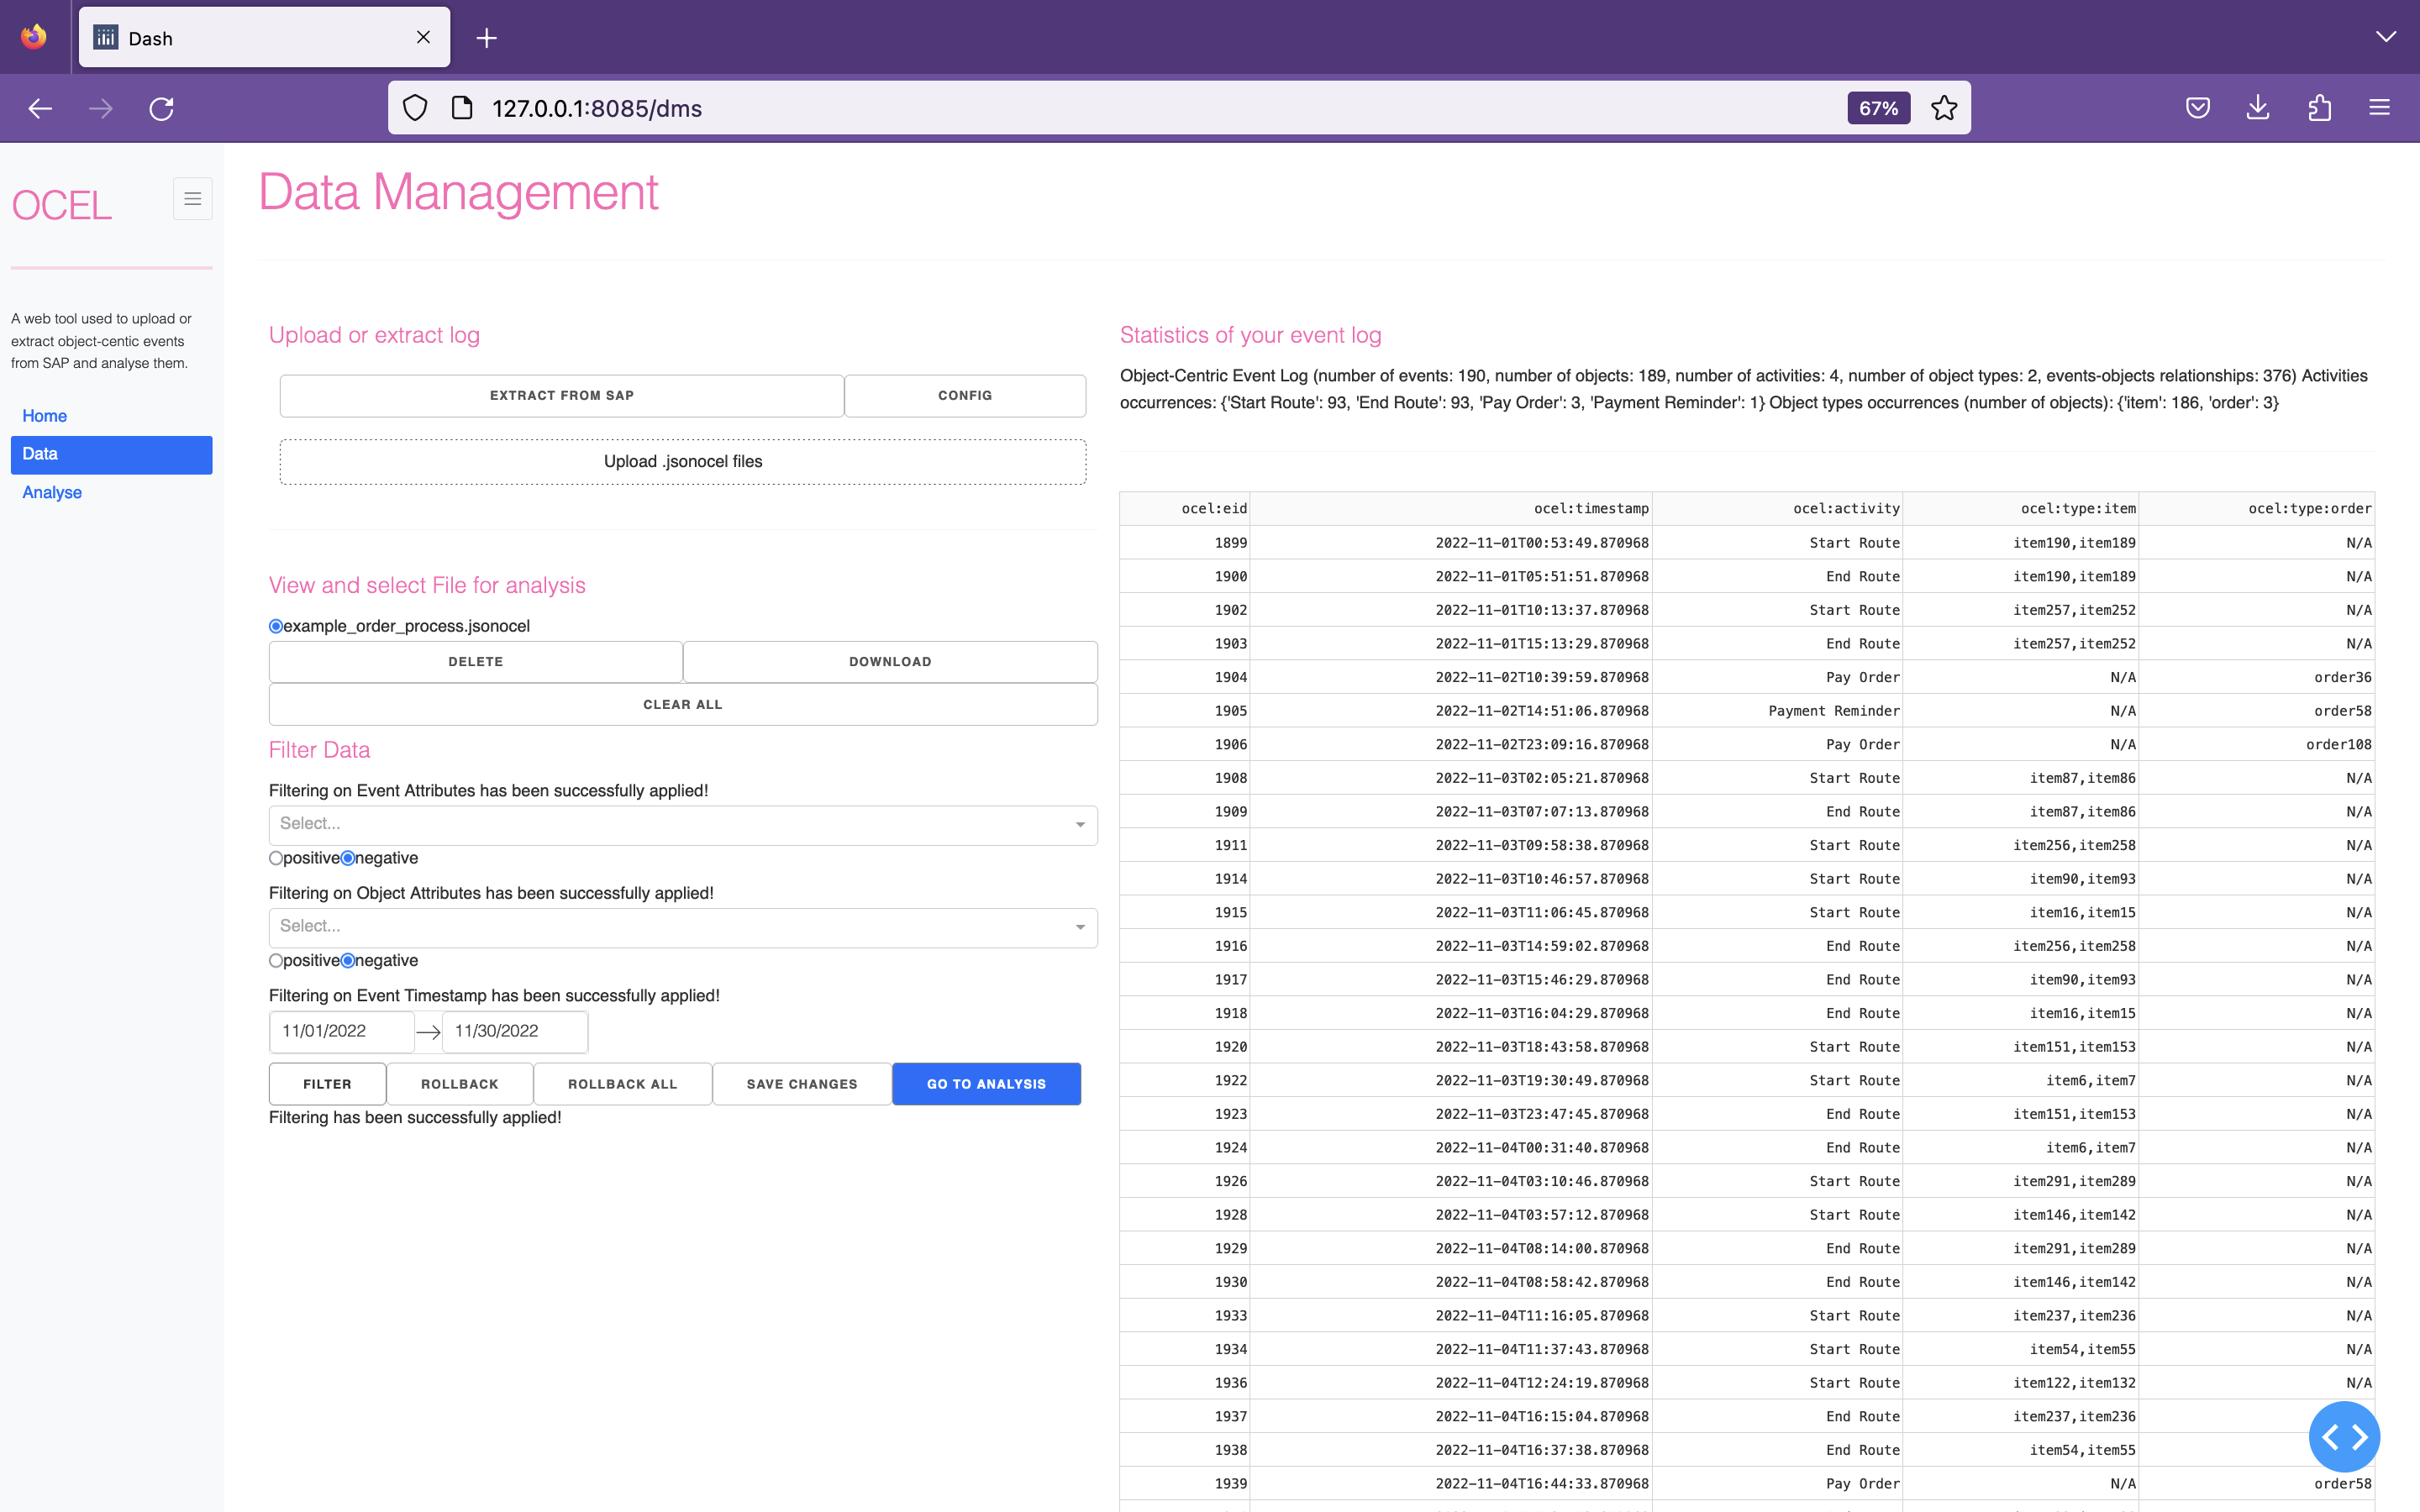 Dash
127.0.0.1:8085/dms
67%
OCEL
A web tool used to upload or
extract object-centic events
from SAP and analyse them.
Home
Data
Analyse
Data Management
Upload or extract log
EXTRACT FROM SAP CONFIG
Upload .jsonocel files
View and select File for analysis
example_order_process.jsonocel
DELETE DOWNLOAD
CLEAR ALL
Filter Data
Filtering on Event Attributes has been successfully applied!
Select...
positive negative
Filtering on Object Attributes has been successfully applied!
Select...
positive negative
Filtering on Event Timestamp has been successfully applied!
11/01/2022 → 11/30/2022
FILTER ROLLBACK ROLLBACK ALL SAVE CHANGES GO TO ANALYSIS
Filtering has been successfully applied!
Statistics of your event log
Object-Centric Event Log (number of events: 190, number of objects: 189, number of activities: 4, number of object types: 2, events-objects relationships: 376) Activities
occurrences: {'Start Route': 93, 'End Route': 93, 'Pay Order': 3, 'Payment Reminder': 1} Object types occurrences (number of objects): {'item': 186, 'order': 3}
ocel:eid ocel:timestamp ocel:activity ocel:type:item ocel:type:order
1899 2022-11-01T00:53:49.870968 Start Route item190,item189 N/A
1900 2022-11-01T05:51:51.870968 End Route item190,item189 N/A
1902 2022-11-01T10:13:37.870968 Start Route item257,item252 N/A
1903 2022-11-01T15:13:29.870968 End Route item257,item252 N/A
1904 2022-11-02T10:39:59.870968 Pay Order N/A order36
1905 2022-11-02T14:51:06.870968 Payment Reminder N/A order58
1906 2022-11-02T23:09:16.870968 Pay Order N/A order108
1908 2022-11-03T02:05:21.870968 Start Route item87,item86 N/A
1909 2022-11-03T07:07:13.870968 End Route item87,item86 N/A
1911 2022-11-03T09:58:38.870968 Start Route item256,item258 N/A
1914 2022-11-03T10:46:57.870968 Start Route item90,item93 N/A
1915 2022-11-03T11:06:45.870968 Start Route item16,item15 N/A
1916 2022-11-03T14:59:02.870968 End Route item256,item258 N/A
1917 2022-11-03T15:46:29.870968 End Route item90,item93 N/A
1918 2022-11-03T16:04:29.870968 End Route item16,item15 N/A
1920 2022-11-03T18:43:58.870968 Start Route item151,item153 N/A
1922 2022-11-03T19:30:49.870968 Start Route item6,item7 N/A
1923 2022-11-03T23:47:45.870968 End Route item151,item153 N/A
1924 2022-11-04T00:31:40.870968 End Route item6,item7 N/A
1926 2022-11-04T03:10:46.870968 Start Route item291,item289 N/A
1928 2022-11-04T03:57:12.870968 Start Route item146,item142 N/A
1929 2022-11-04T08:14:00.870968 End Route item291,item289 N/A
1930 2022-11-04T08:58:42.870968 End Route item146,item142 N/A
1933 2022-11-04T11:16:05.870968 Start Route item237,item236 N/A
1934 2022-11-04T11:37:43.870968 Start Route item54,item55 N/A
1936 2022-11-04T12:24:19.870968 Start Route item122,item132 N/A
1937 2022-11-04T16:15:04.870968 End Route item237,item236
1938 2022-11-04T16:37:38.870968 End Route item54,item55
1939 2022-11-04T16:44:33.870968 Pay Order N/A order58